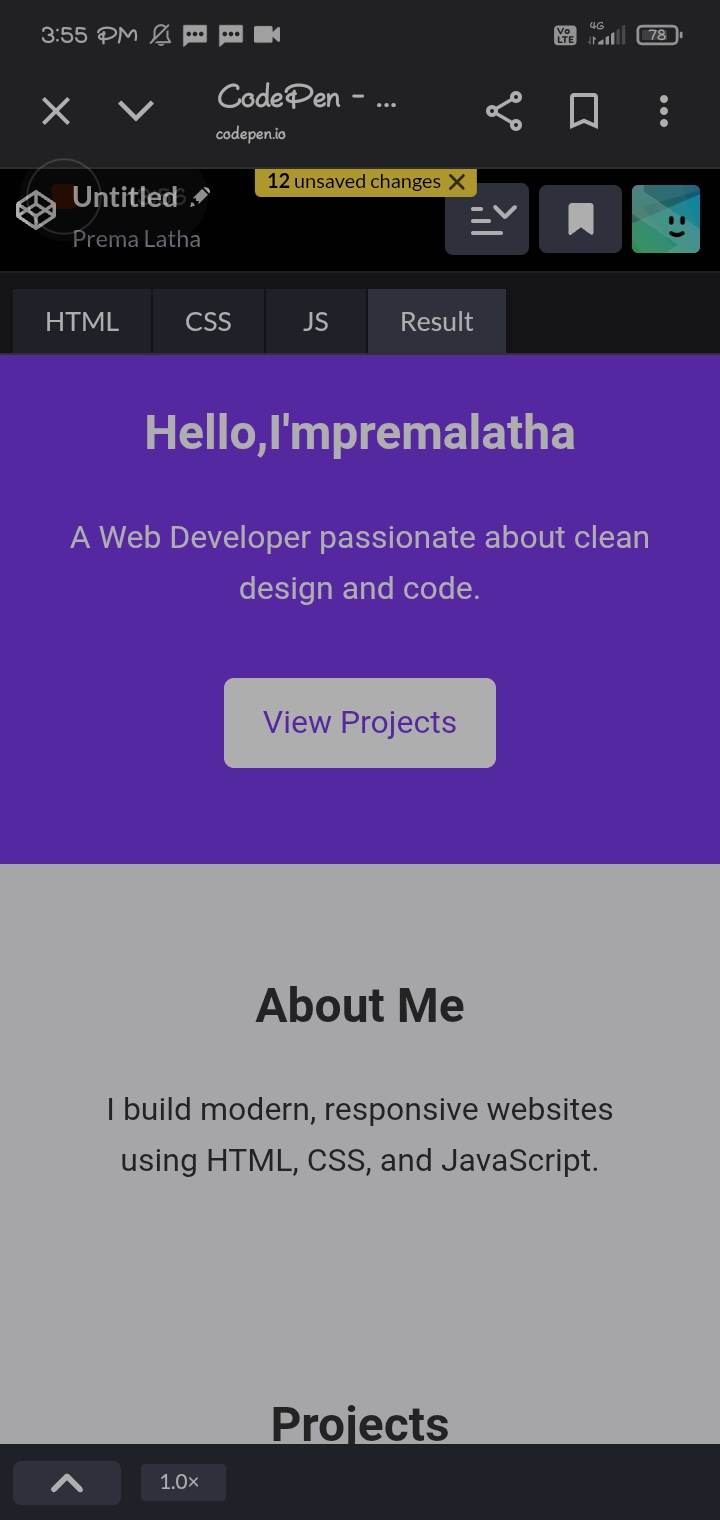 3:55 PM
Vo LTE 4G 78
CodePen - ...
codepen.io
12 unsaved changes
Untitled
Prema Latha
HTML CSS JS Result
Hello,I'mpremalatha
A Web Developer passionate about clean
design and code.
View Projects
About Me
I build modern, responsive websites
using HTML, CSS, and JavaScript.
Projects
1.0×